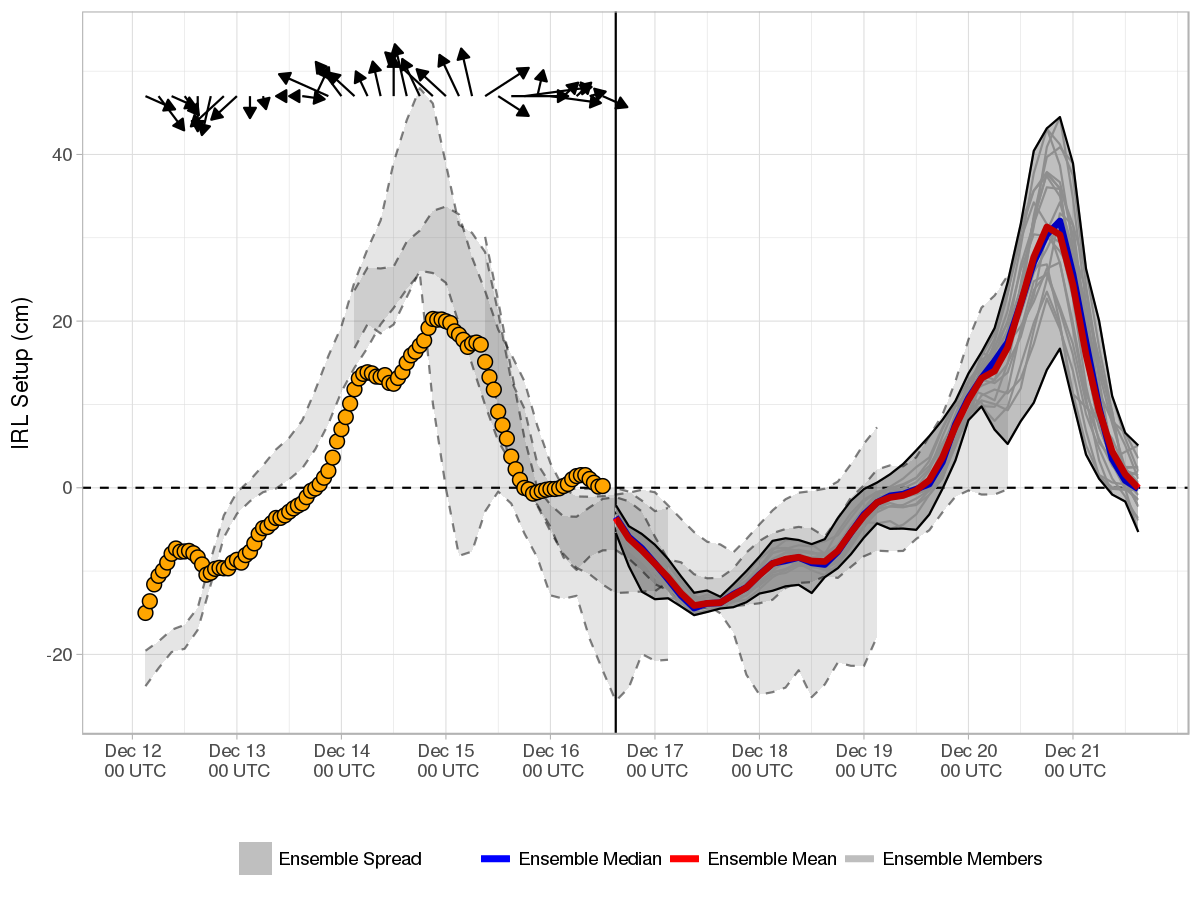 IRL Setup (cm)
40
20
0
-20
Dec 12 Dec 13 Dec 14 Dec 15 Dec 16 Dec 17 Dec 18 Dec 19 Dec 20 Dec 21
00 UTC 00 UTC 00 UTC 00 UTC 00 UTC 00 UTC 00 UTC 00 UTC 00 UTC 00 UTC
Ensemble Spread Ensemble Median Ensemble Mean Ensemble Members